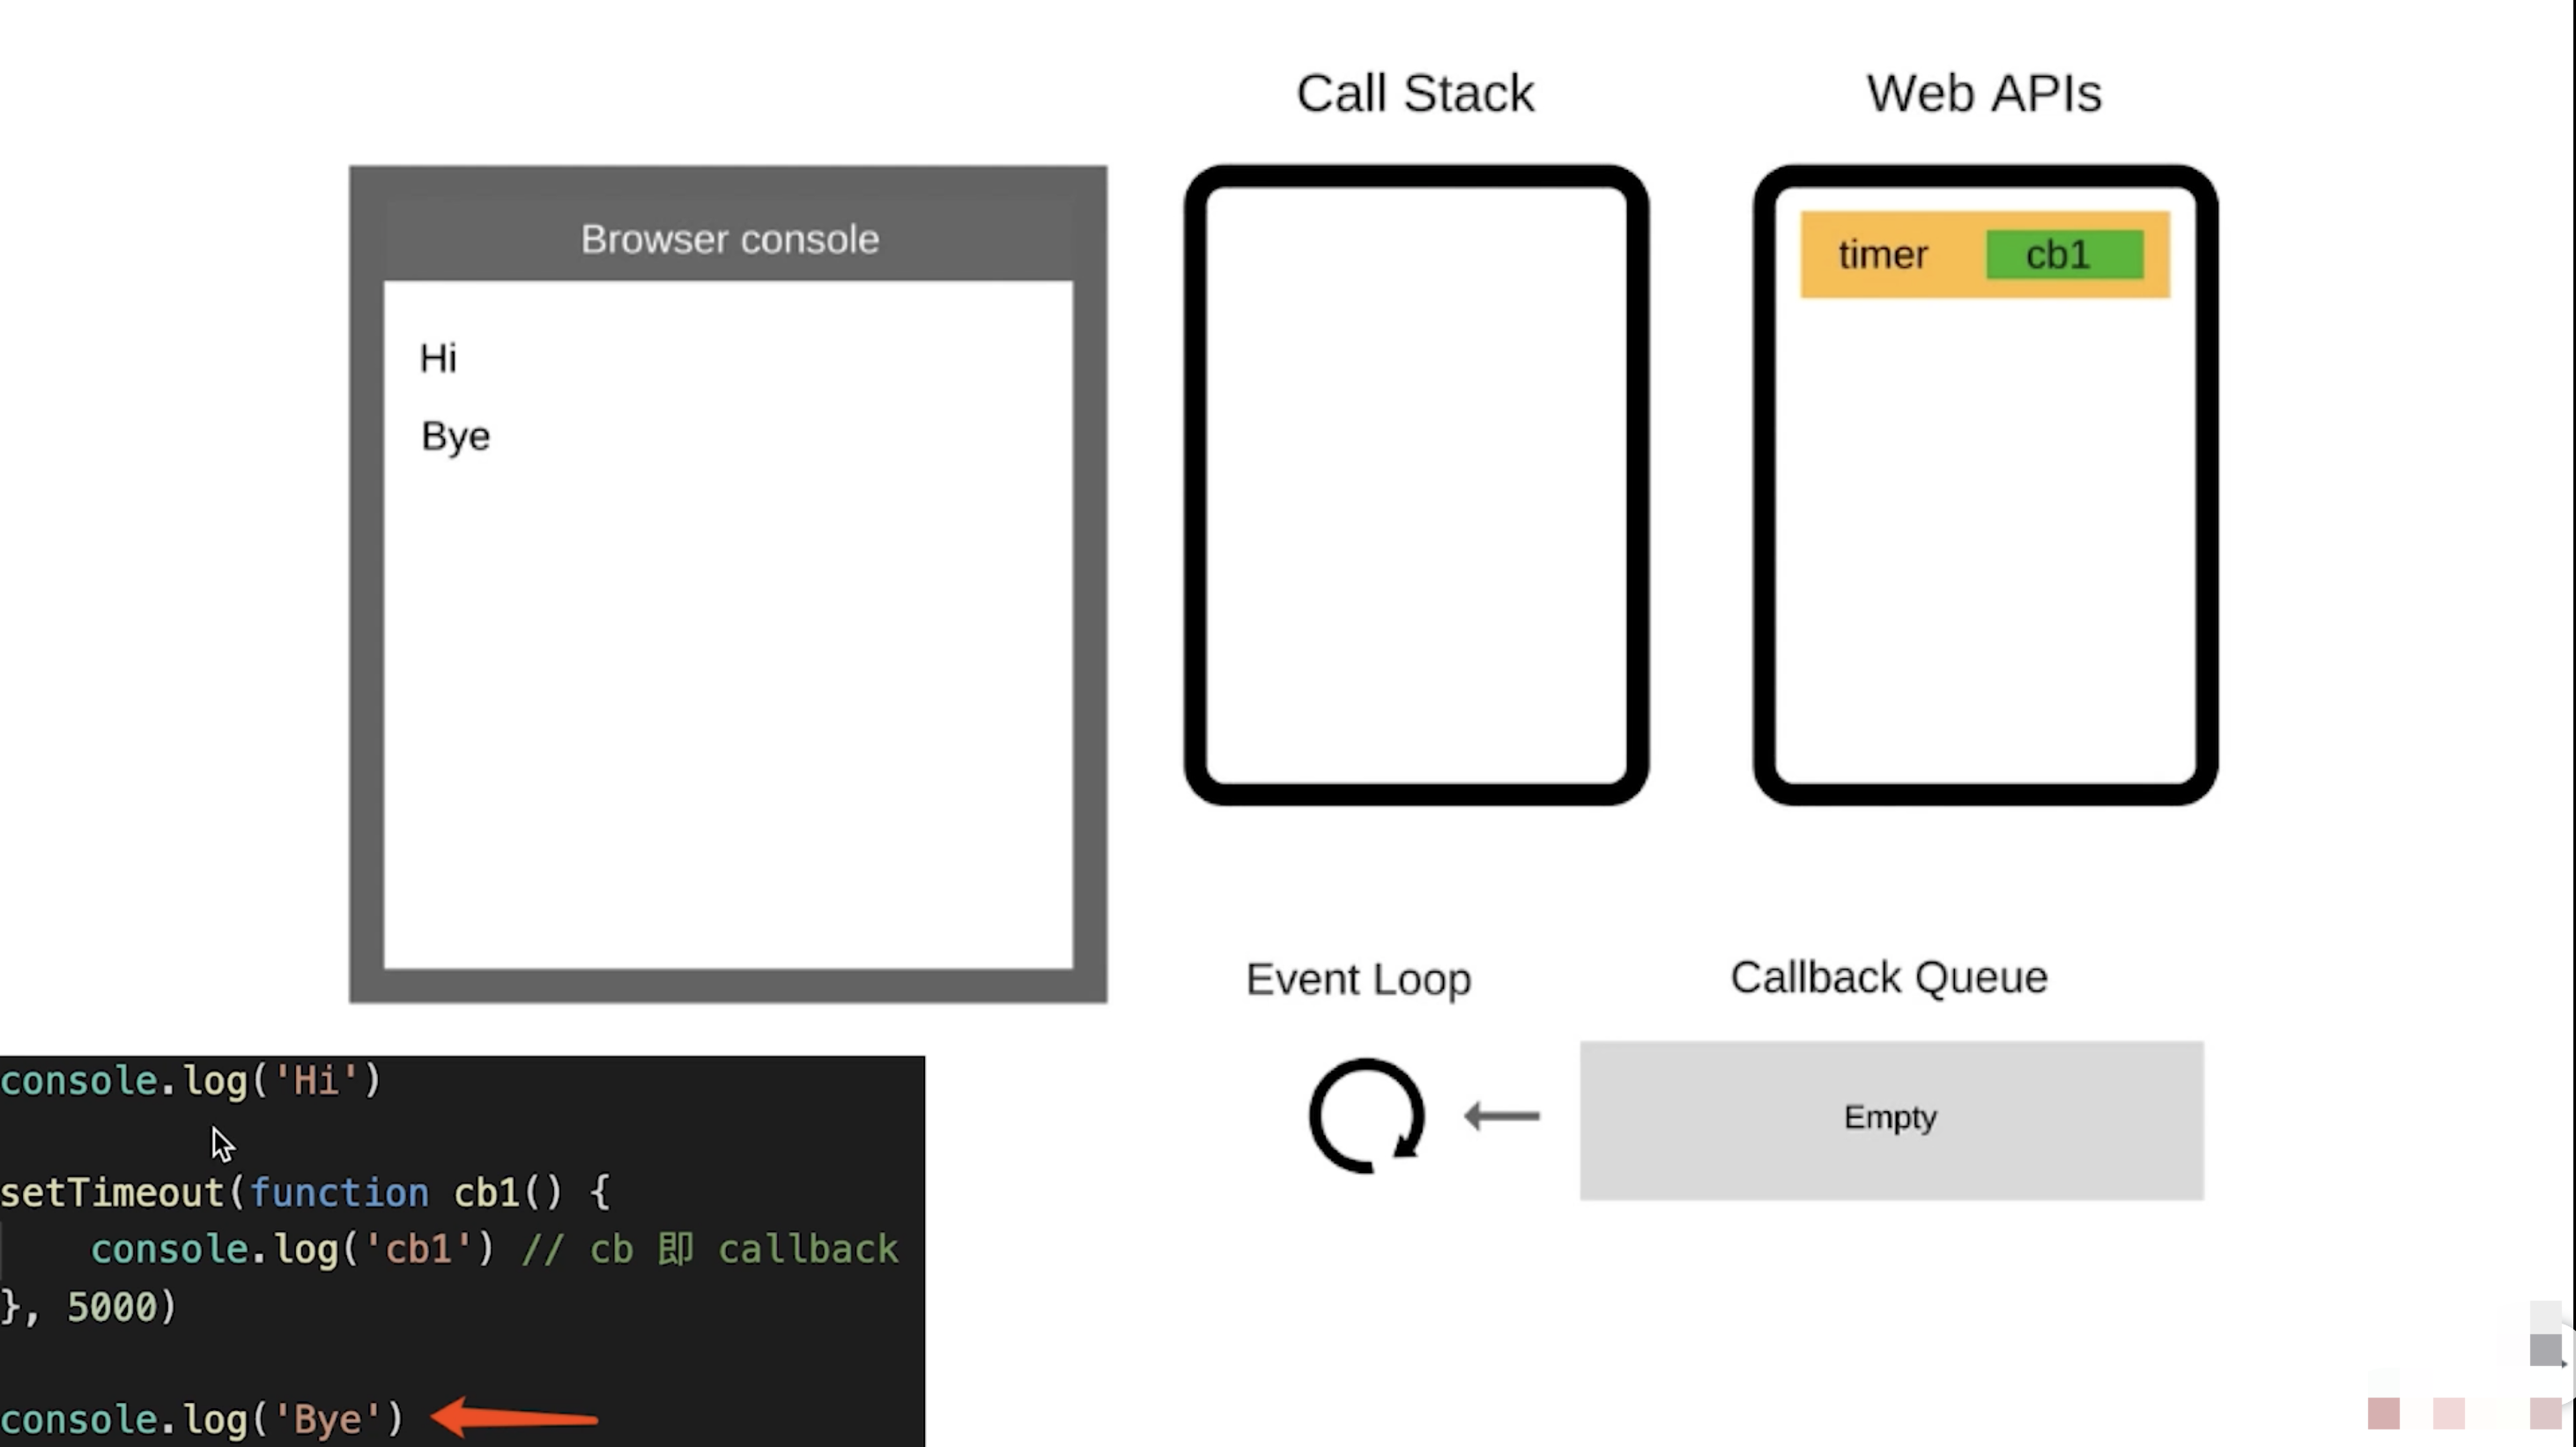 Call Stack
Web APIs
Browser console
Hi
Bye
timer
cb1
Event Loop
Callback Queue
Empty
console.log('Hi')
setTimeout(function cb1() {
    console.log('cb1') // cb 即 callback
}, 5000)
console.log('Bye')